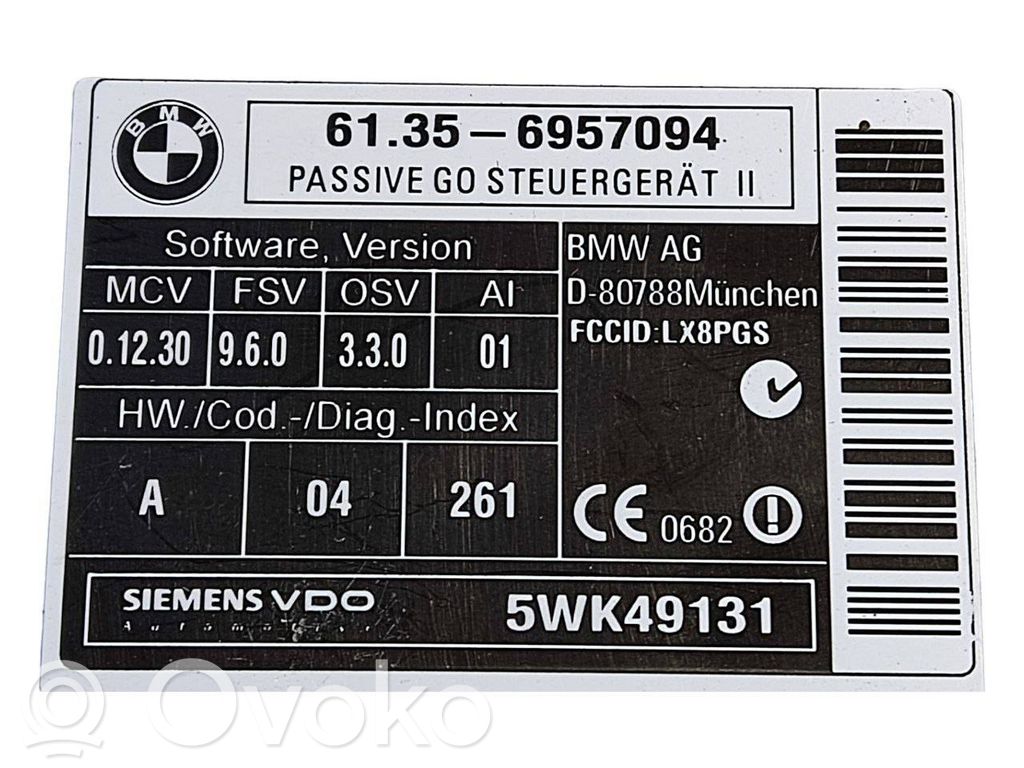 BMW
61.35–6957094
PASSIVE GO STEUERGERÄT II
Software, Version
MCV FSV OSV AI
0.12.30 9.6.0 3.3.0 01
HW./Cod.-/Diag.-Index
A 04 261
BMW AG
D-80788München
FCCID:LX8PGS
CE 0682
SIEMENS VDO
Automotive
5WK49131
Ovoko